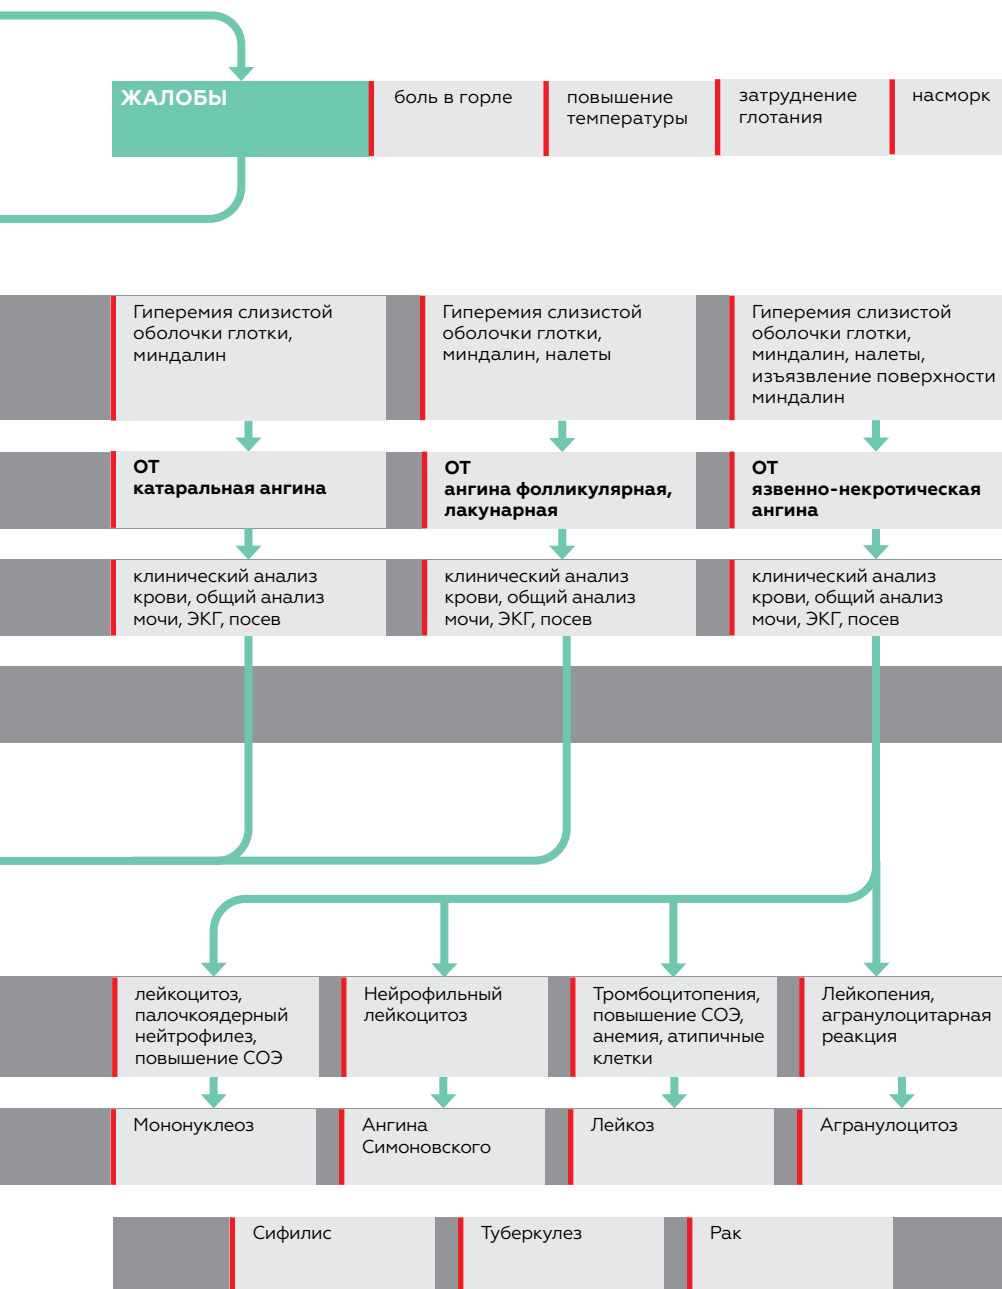 ЖАЛОБЫ
боль в горле
повышение
температуры
затруднение
глотания
насморк
Гиперемия слизистой
оболочки глотки,
миндалин
Гиперемия слизистой
оболочки глотки,
миндалин, налеты
Гиперемия слизистой
оболочки глотки,
миндалин, налеты,
изъязвление поверхности
миндалин
ОТ
катаральная ангина
ОТ
ангина фолликулярная,
лакунарная
ОТ
язвенно-некротическая
ангина
клинический анализ
крови, общий анализ
мочи, ЭКГ, посев
клинический анализ
крови, общий анализ
мочи, ЭКГ, посев
клинический анализ
крови, общий анализ
мочи, ЭКГ, посев
лейкоцитоз,
палочкоядерный
нейтрофилез,
повышение СОЭ
Нейрофильный
лейкоцитоз
Тромбоцитопения,
повышение СОЭ,
анемия, атипичные
клетки
Лейкопения,
агранулоцитарная
реакция
Мононуклеоз
Ангина
Симоновского
Лейкоз
Агранулоцитоз
Сифилис
Туберкулез
Рак